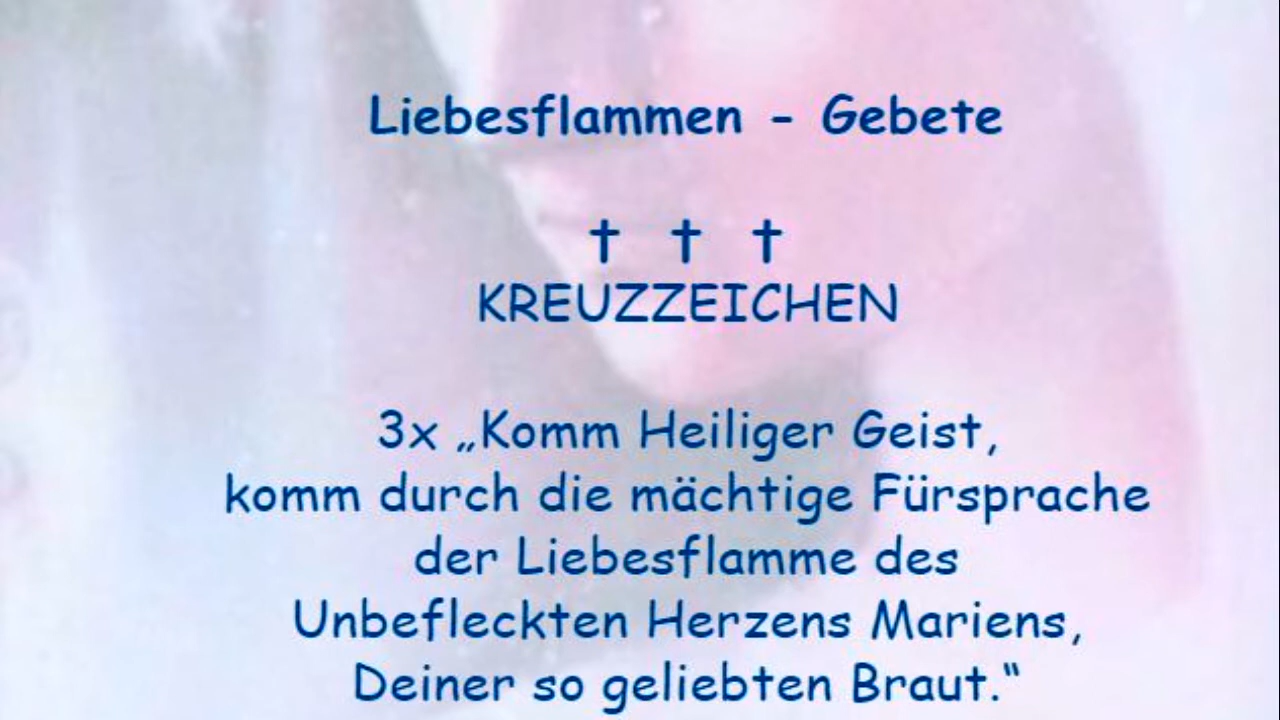 Liebesflammen - Gebete
† † †
KREUZZEICHEN
3x „Komm Heiliger Geist,
komm durch die mächtige Fürsprache
der Liebesflamme des
Unbefleckten Herzens Mariens,
Deiner so geliebten Braut.“